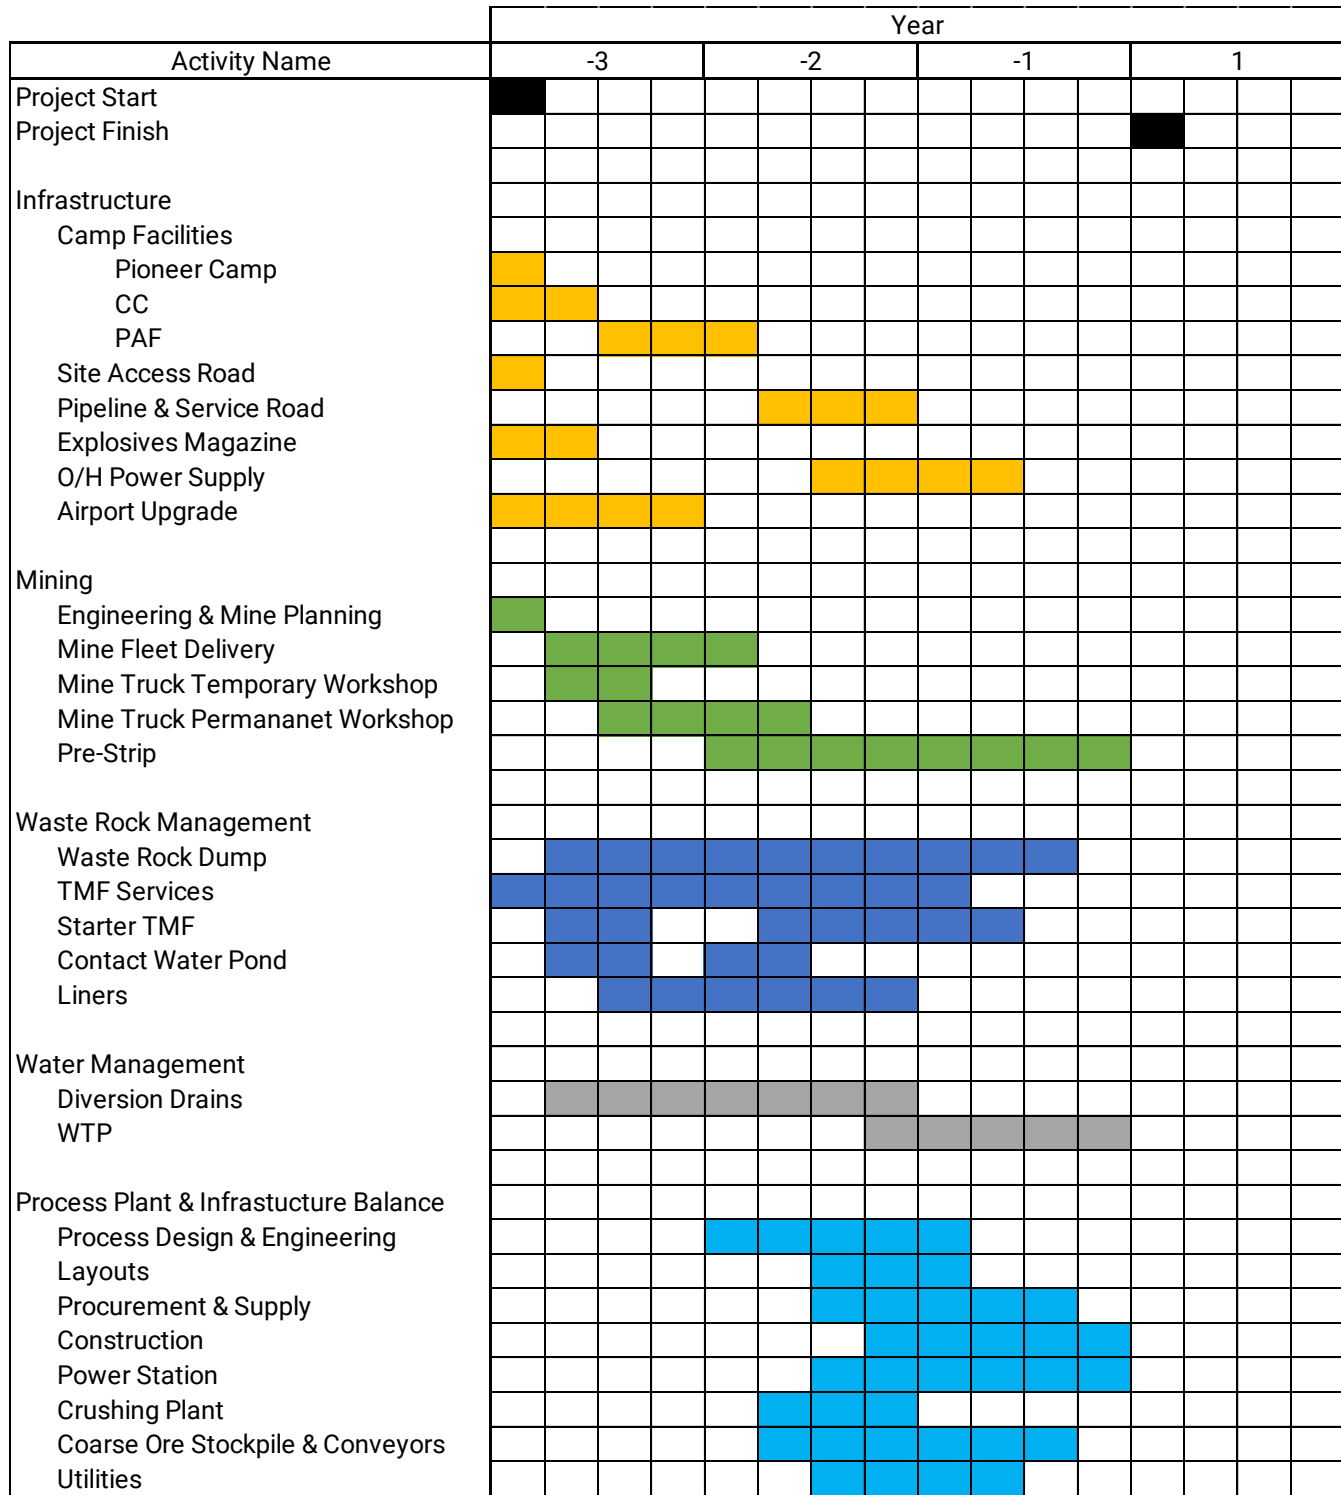 Year
Activity Name -3 -2 -1 1
Project Start
Project Finish
Infrastructure
Camp Facilities
Pioneer Camp
CC
PAF
Site Access Road
Pipeline & Service Road
Explosives Magazine
O/H Power Supply
Airport Upgrade
Mining
Engineering & Mine Planning
Mine Fleet Delivery
Mine Truck Temporary Workshop
Mine Truck Permananet Workshop
Pre-Strip
Waste Rock Management
Waste Rock Dump
TMF Services
Starter TMF
Contact Water Pond
Liners
Water Management
Diversion Drains
WTP
Process Plant & Infrastucture Balance
Process Design & Engineering
Layouts
Procurement & Supply
Construction
Power Station
Crushing Plant
Coarse Ore Stockpile & Conveyors
Utilities